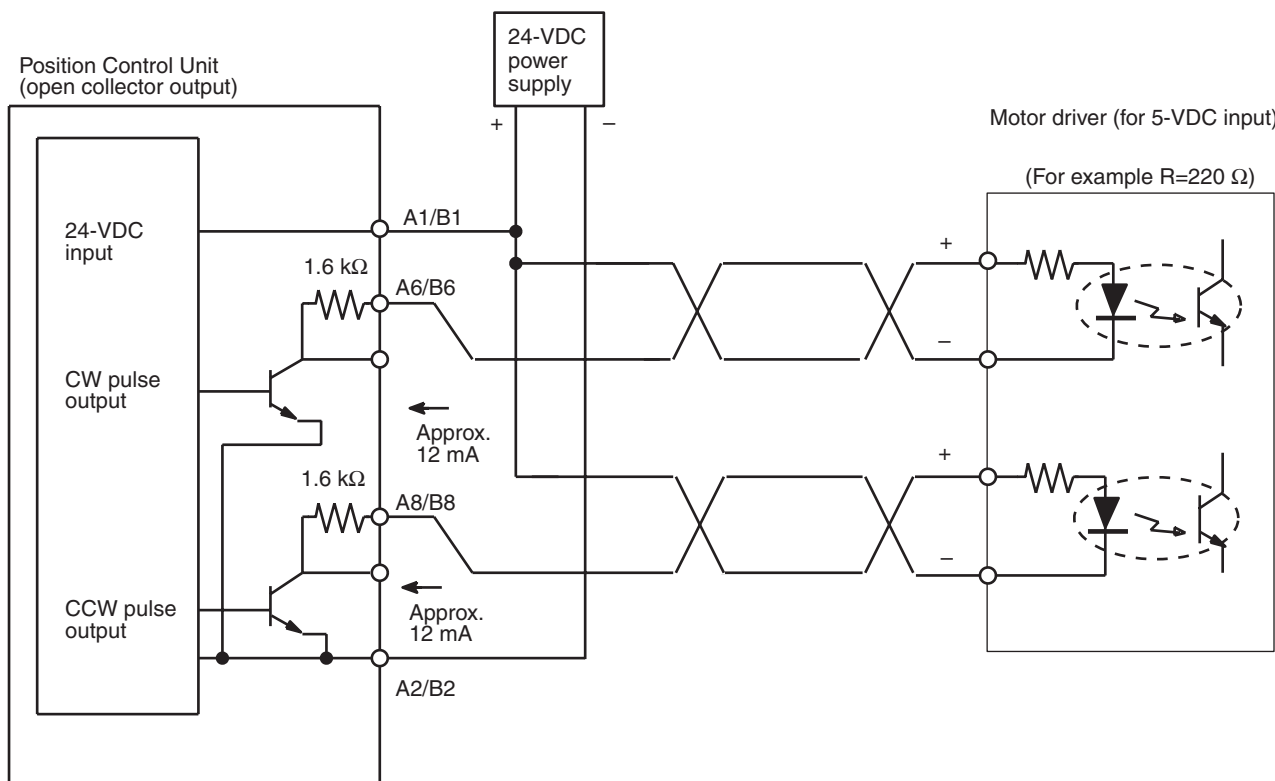 24-VDC
power
supply
Position Control Unit
(open collector output)
+
–
Motor driver (for 5-VDC input)
(For example R=220 Ω)
24-VDC
input
A1/B1
+
1.6 kΩ
A6/B6
–
CW pulse
output
Approx.
12 mA
+
1.6 kΩ
A8/B8
–
CCW pulse
output
Approx.
12 mA
A2/B2